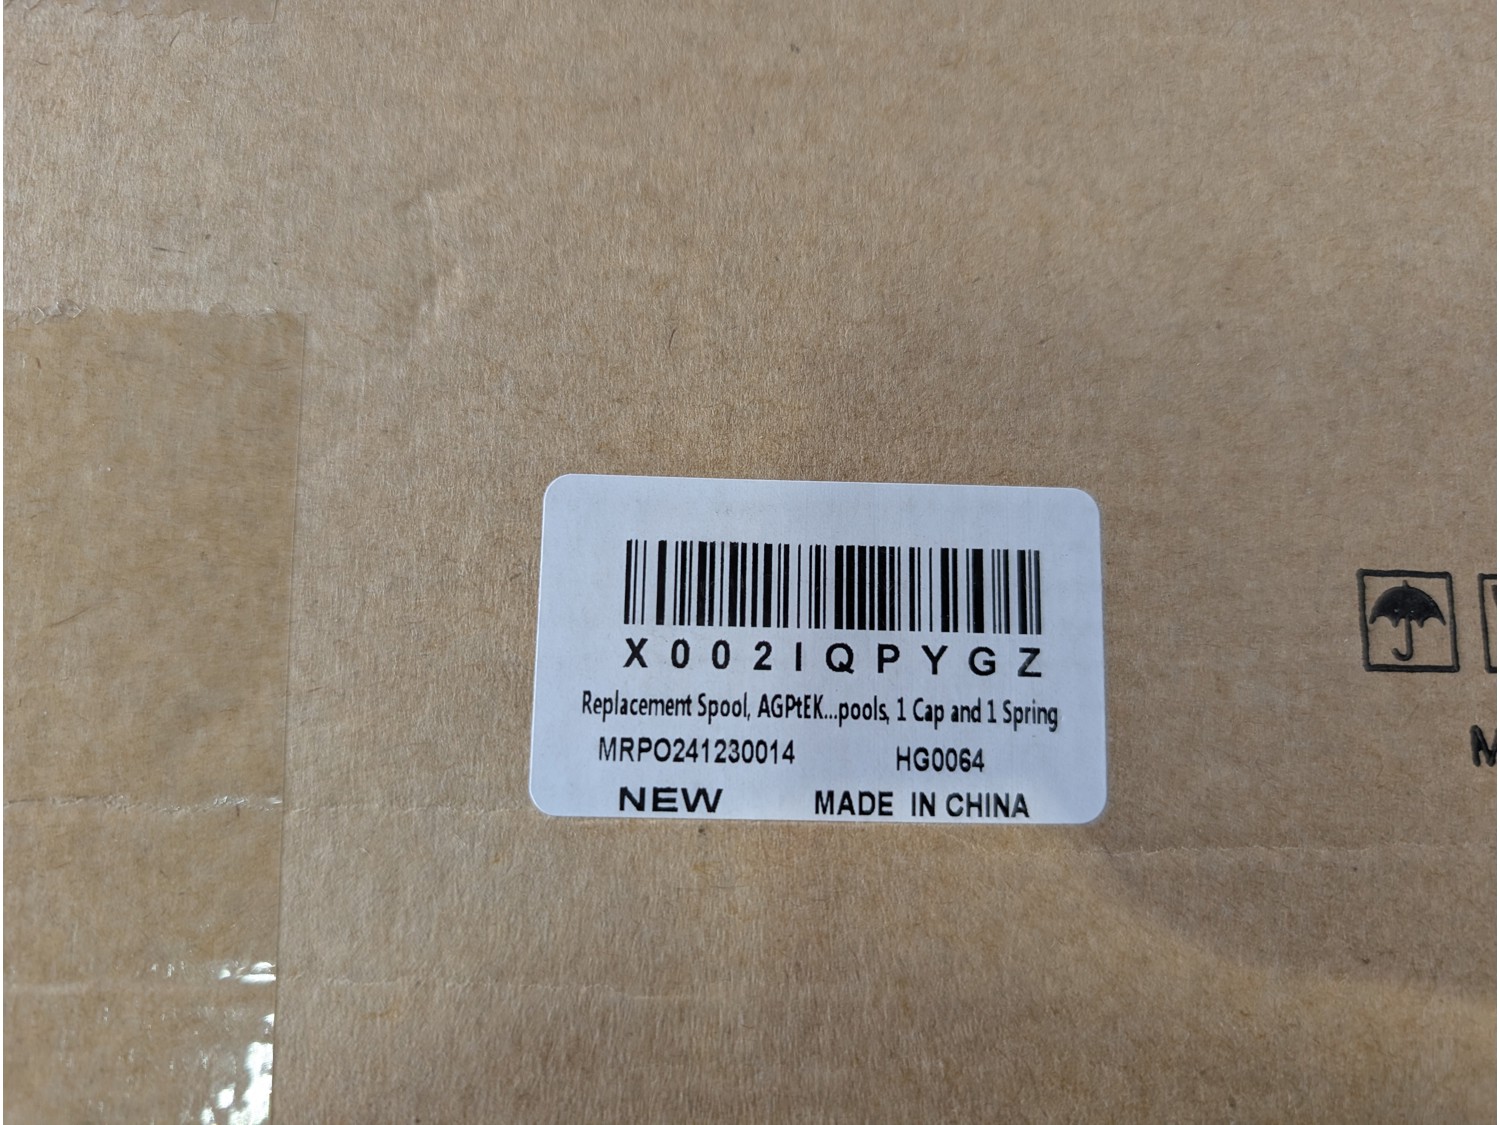 X002IQPYGZ
Replacement Spool, AGPtEK...pools, 1 Cap and 1 Spring
MRPO241230014 HG0064
NEW MADE IN CHINA